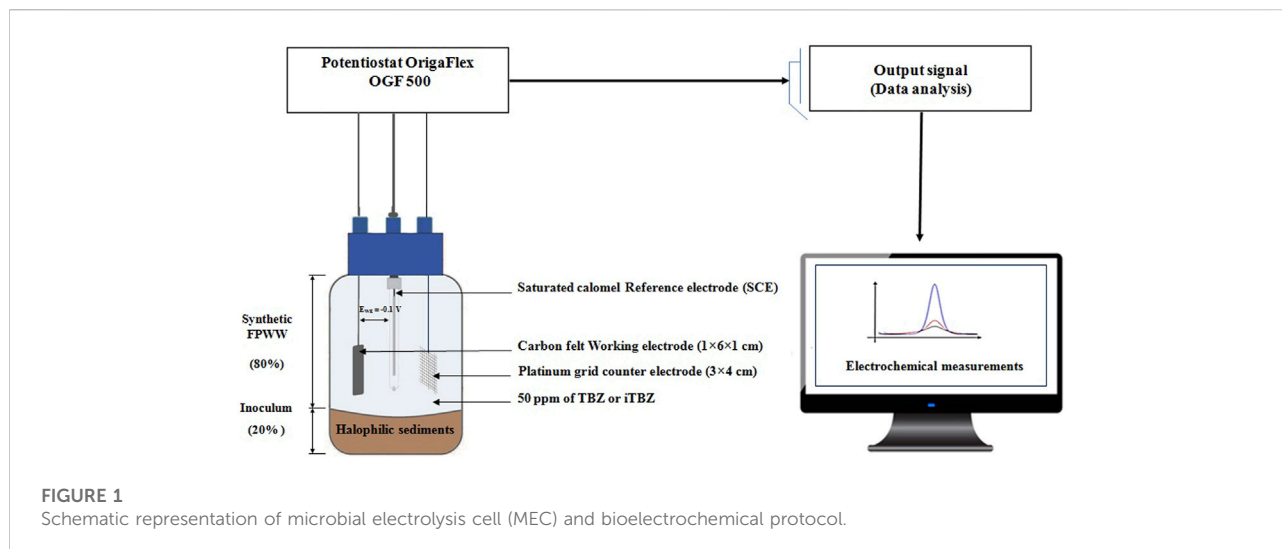 Potentiostat OrigaFlex
OGF 500
Output signal
(Data analysis)
Synthetic
FPWW
(80%)
Inoculum
(20%)
E_WE = -0.1 V
Saturated calomel Reference electrode (SCE)
Carbon felt Working electrode (1×6×1 cm)
Platinum grid counter electrode (3×4 cm)
50 ppm of TBZ or iTBZ
Halophilic sediments
Electrochemical measurements
FIGURE 1
Schematic representation of microbial electrolysis cell (MEC) and bioelectrochemical protocol.